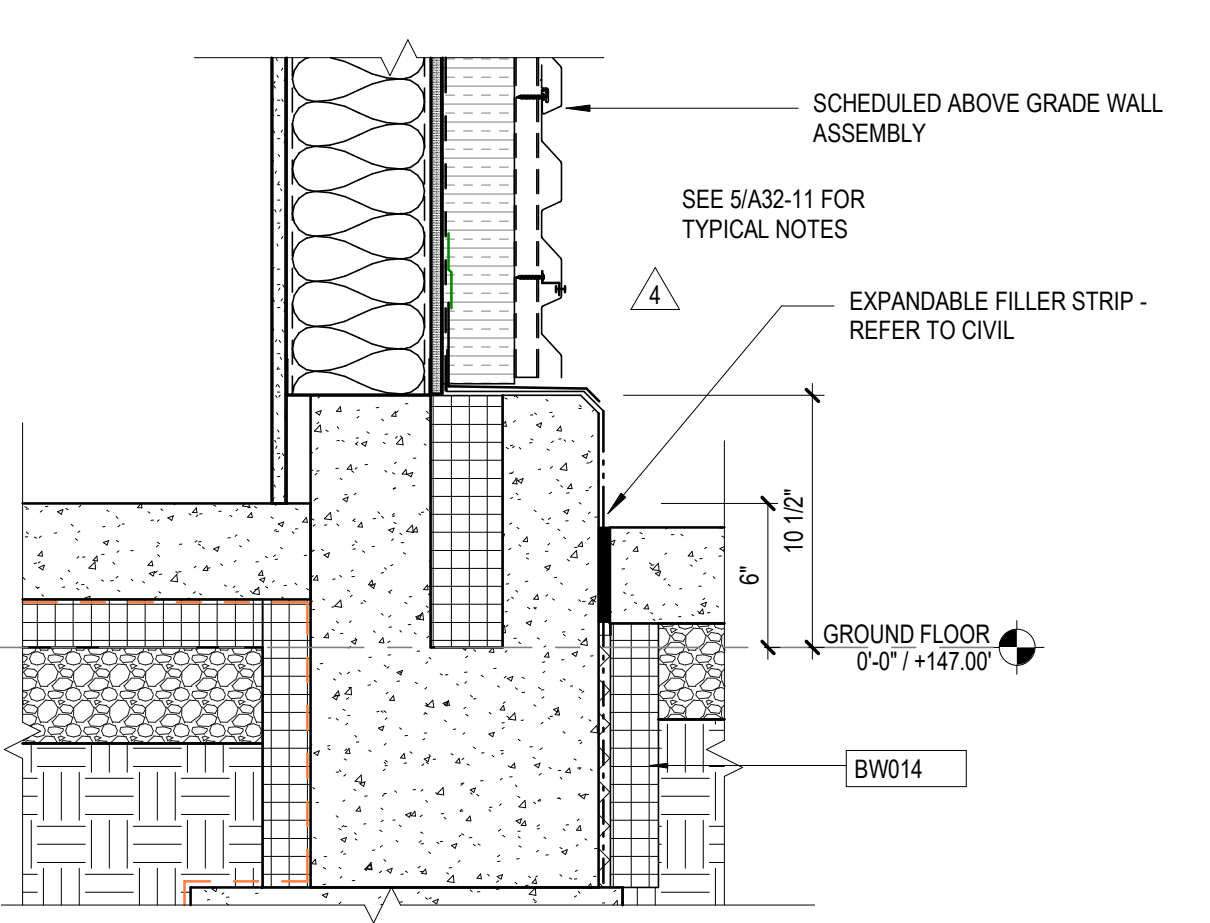 SCHEDULED ABOVE GRADE WALL
ASSEMBLY
SEE 5/A32-11 FOR
TYPICAL NOTES
4
EXPANDABLE FILLER STRIP -
REFER TO CIVIL
10 1/2"
6"
GROUND FLOOR
0'-0" / +147.00'
BW014